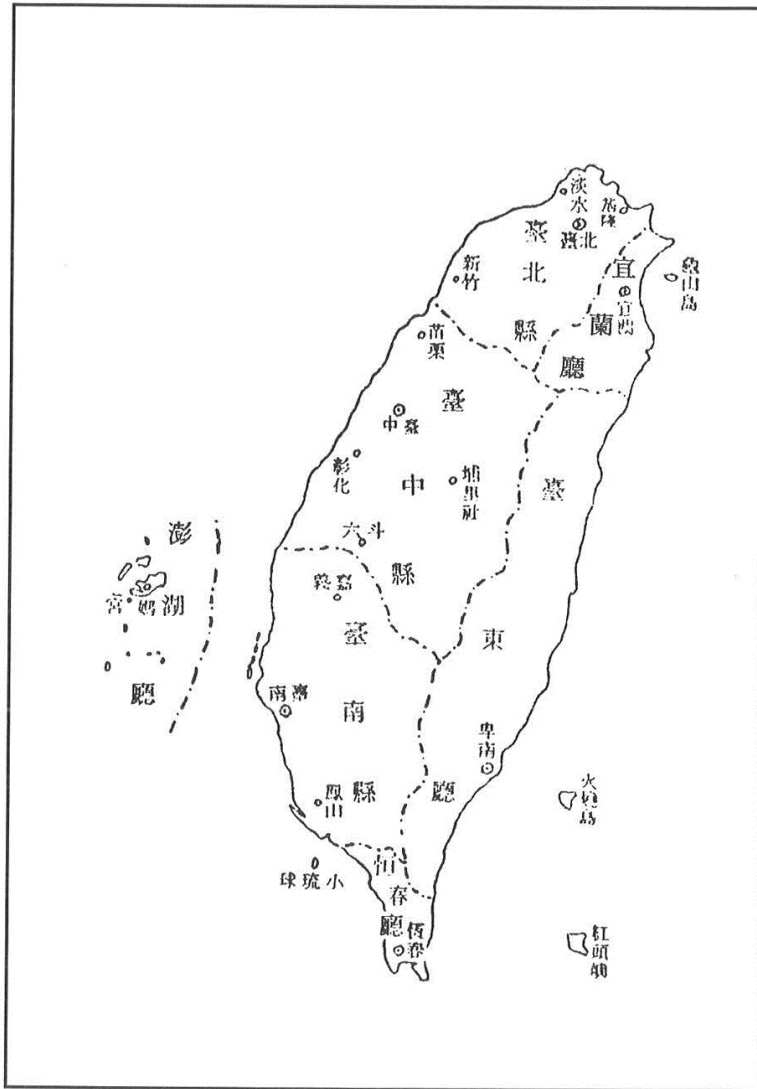 淡水
基隆
臺北
臺北縣
新竹
宜蘭廳
宜蘭
龜山島
苗栗
臺中縣
臺中
彰化
埔里社
斗六
臺東廳
卑南
嘉義
臺南縣
臺南
鳳山
澎湖廳
媽宮
小琉球
恒春廳
恆春
火燒島
紅頭嶼